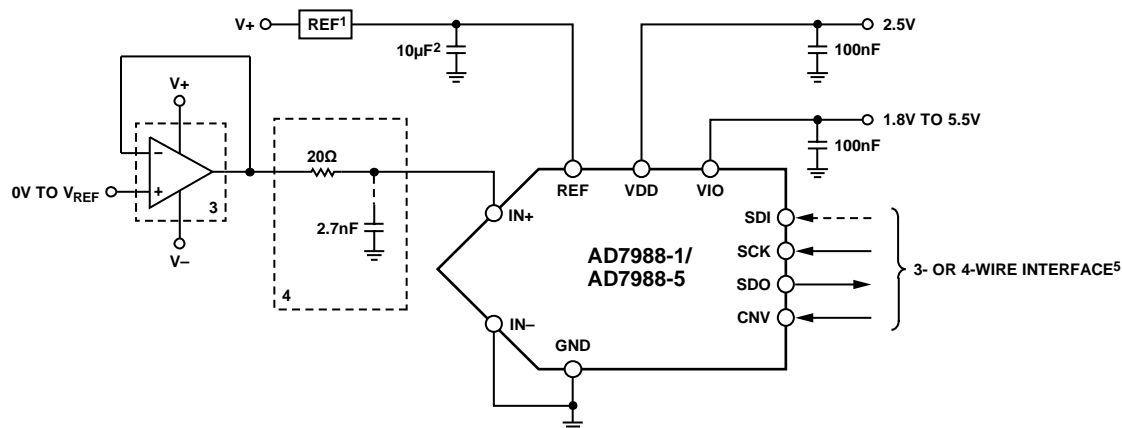 V+
REF1
10µF2
2.5V
100nF
V+
1.8V TO 5.5V
100nF
20Ω
REF
VDD
VIO
−
+
0V TO VREF
3
2.7nF
V–
4
IN+
SDI
AD7988-1/
AD7988-5
SCK
SDO
3- OR 4-WIRE INTERFACE5
CNV
IN–
GND